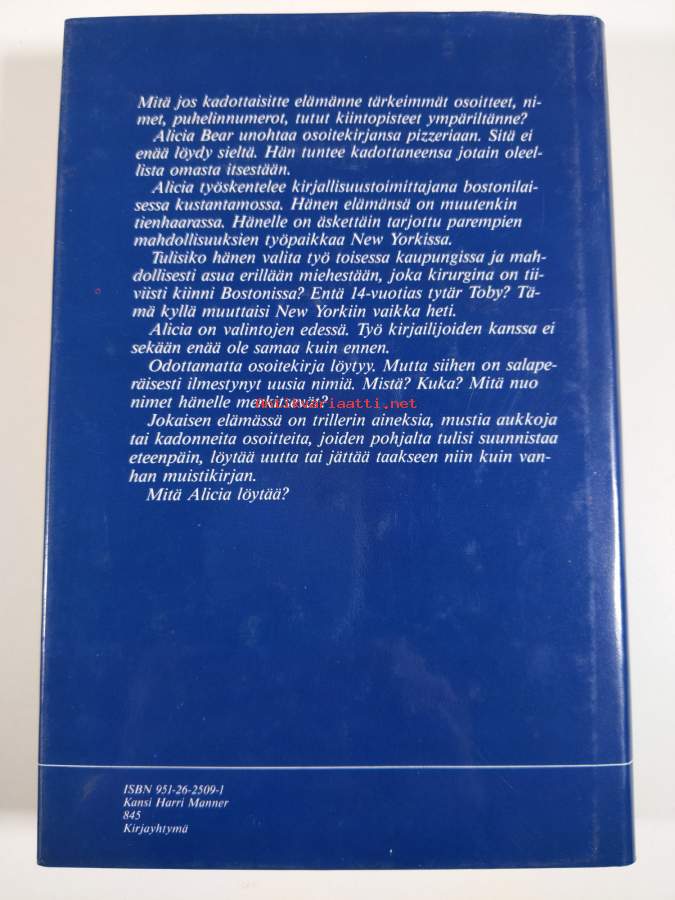 Mitä jos kadottaisitte elämänne tärkeimmät osoitteet, ni-
met, puhelinnumerot, tutut kiintopisteet ympäriltänne?
Alicia Bear unohtaa osoitekirjansa pizzeriaan. Sitä ei
enää löydy sieltä. Hän tuntee kadottaneensa jotain oleel-
lista omasta itsestään.
Alicia työskentelee kirjallisuustoimittajana bostonilai-
sessa kustantamossa. Hänen elämänsä on muutenkin
tienhaarassa. Hänelle on äskettäin tarjottu parempien
mahdollisuuksien työpaikkaa New Yorkissa.
Tulisiko hänen valita työ toisessa kaupungissa ja mah-
dollisesti asua erillään miehestään, joka kirurgina on tii-
viisti kiinni Bostonissa? Entä 14-vuotias tytär Toby? Tä-
mä kyllä muuttaisi New Yorkiin vaikka heti.
Alicia on valintojen edessä. Työ kirjailijoiden kanssa ei
sekään enää ole samaa kuin ennen.
Odottamatta osoitekirja löytyy. Mutta siihen on salape-
räisesti ilmestynyt uusia nimiä. Mistä? Kuka? Mitä nuo
nimet hänelle merkitsevät?
Antikvariaatti.net
Jokaisen elämässä on trillerin aineksia, mustia aukkoja
tai kadonneita osoitteita, joiden pohjalta tulisi suunnistaa
eteenpäin, löytää uutta tai jättää taakseen niin kuin van-
han muistikirjan.
Mitä Alicia löytää?
ISBN 951-26-2509-1
Kansi Harri Manner
845
Kirjayhtymä